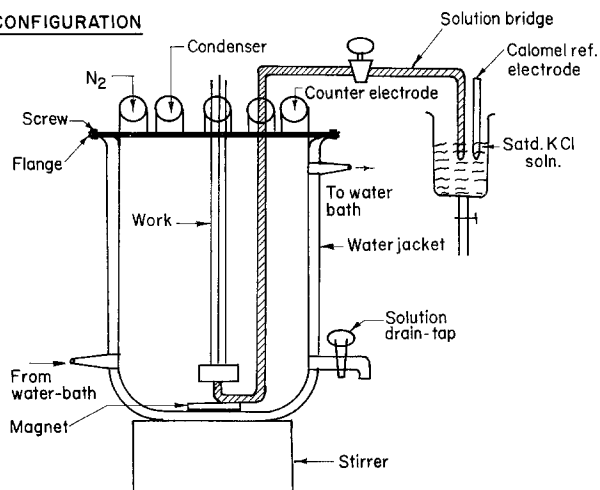 CONFIGURATION
Solution bridge
Condenser
Calomel ref.
electrode
N2
Counter electrode
Screw
Satd. KCl
soln.
Flange
To water
bath
Work
Water jacket
Solution
drain-tap
From
water-bath
Magnet
Stirrer